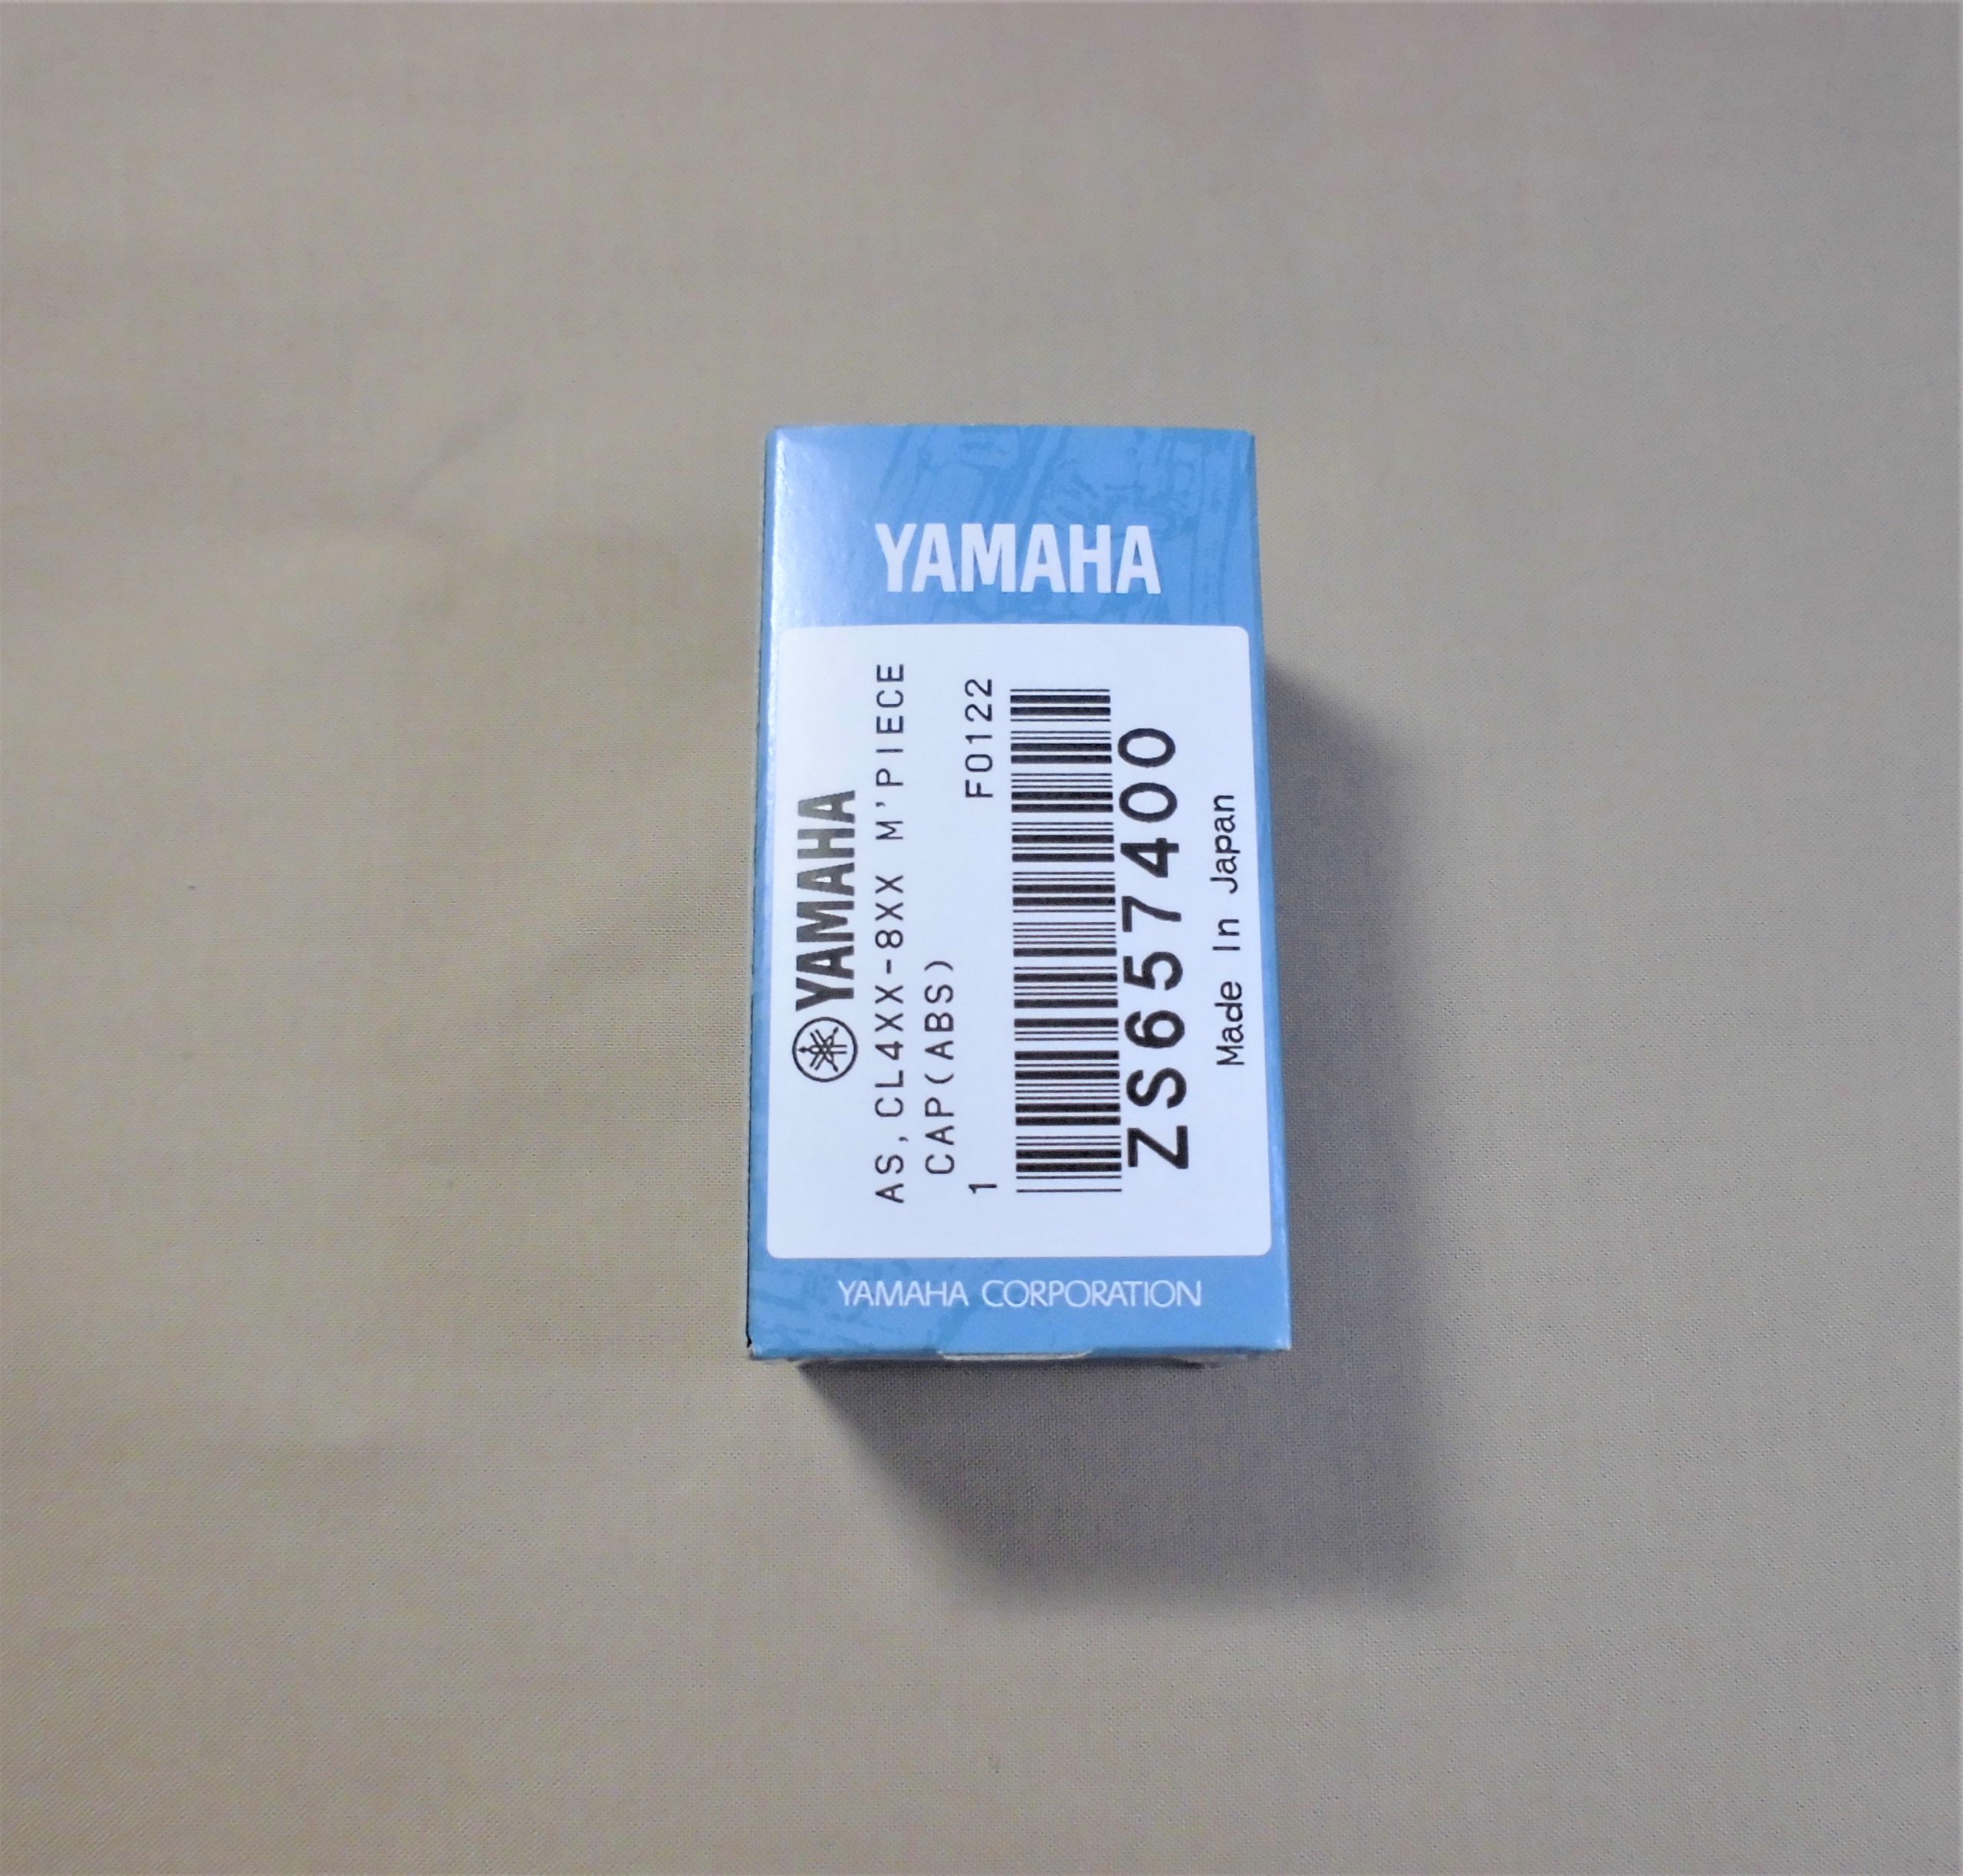 YAMAHA
YAMAHA
AS,CL4XX-8XX M'PIECE
CAP(ABS)
1 F0122
ZS657400
Made In Japan
YAMAHA CORPORATION